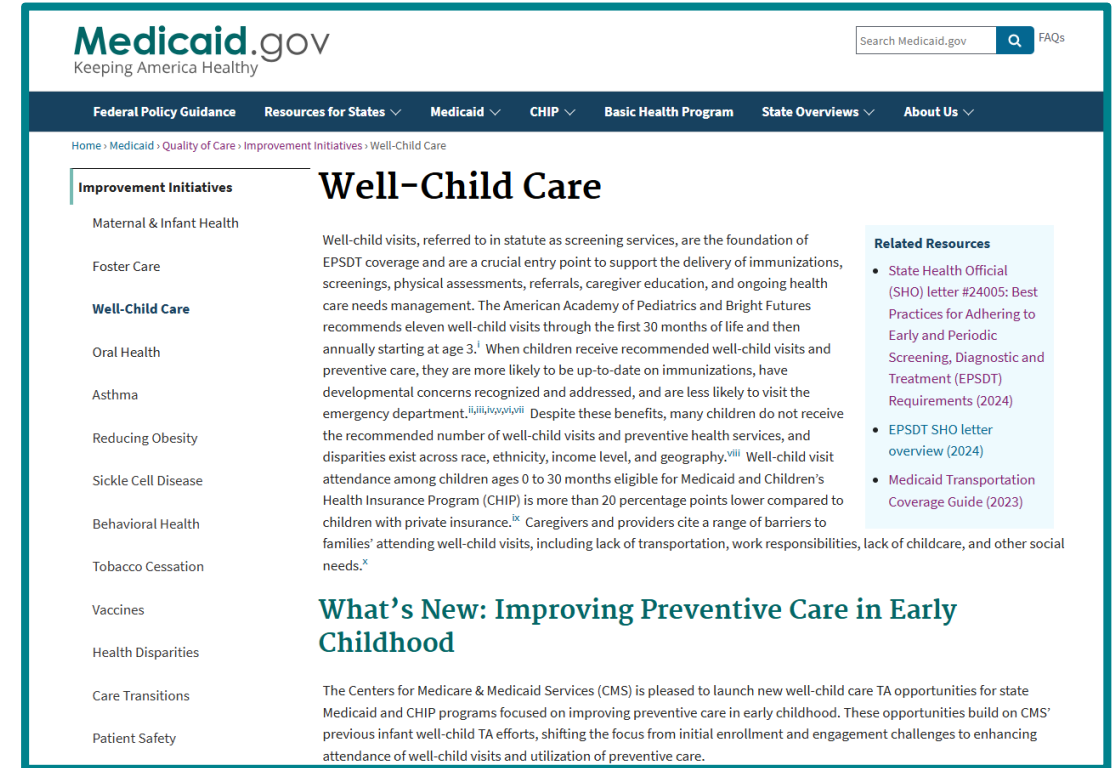 Medicaid.gov
Keeping America Healthy
Search Medicaid.gov
FAQs
Federal Policy Guidance
Resources for States
Medicaid
CHIP
Basic Health Program
State Overviews
About Us
Home › Medicaid › Quality of Care › Improvement Initiatives › Well-Child Care
Improvement Initiatives
Maternal & Infant Health
Foster Care
Well-Child Care
Oral Health
Asthma
Reducing Obesity
Sickle Cell Disease
Behavioral Health
Tobacco Cessation
Vaccines
Health Disparities
Care Transitions
Patient Safety
Well-Child Care
Well-child visits, referred to in statute as screening services, are the foundation of
EPSDT coverage and are a crucial entry point to support the delivery of immunizations,
screenings, physical assessments, referrals, caregiver education, and ongoing health
care needs management. The American Academy of Pediatrics and Bright Futures
recommends eleven well-child visits through the first 30 months of life and then
annually starting at age 3.i When children receive recommended well-child visits and
preventive care, they are more likely to be up-to-date on immunizations, have
developmental concerns recognized and addressed, and are less likely to visit the
emergency department.ii,iii,iv,v,vi,vii Despite these benefits, many children do not receive
the recommended number of well-child visits and preventive health services, and
disparities exist across race, ethnicity, income level, and geography.viii Well-child visit
attendance among children ages 0 to 30 months eligible for Medicaid and Children's
Health Insurance Program (CHIP) is more than 20 percentage points lower compared to
children with private insurance.ix Caregivers and providers cite a range of barriers to
families' attending well-child visits, including lack of transportation, work responsibilities, lack of childcare, and other social
needs.x
Related Resources
• State Health Official
(SHO) letter #24005: Best
Practices for Adhering to
Early and Periodic
Screening, Diagnostic and
Treatment (EPSDT)
Requirements (2024)
• EPSDT SHO letter
overview (2024)
• Medicaid Transportation
Coverage Guide (2023)
What's New: Improving Preventive Care in Early
Childhood
The Centers for Medicare & Medicaid Services (CMS) is pleased to launch new well-child care TA opportunities for state
Medicaid and CHIP programs focused on improving preventive care in early childhood. These opportunities build on CMS'
previous infant well-child TA efforts, shifting the focus from initial enrollment and engagement challenges to enhancing
attendance of well-child visits and utilization of preventive care.